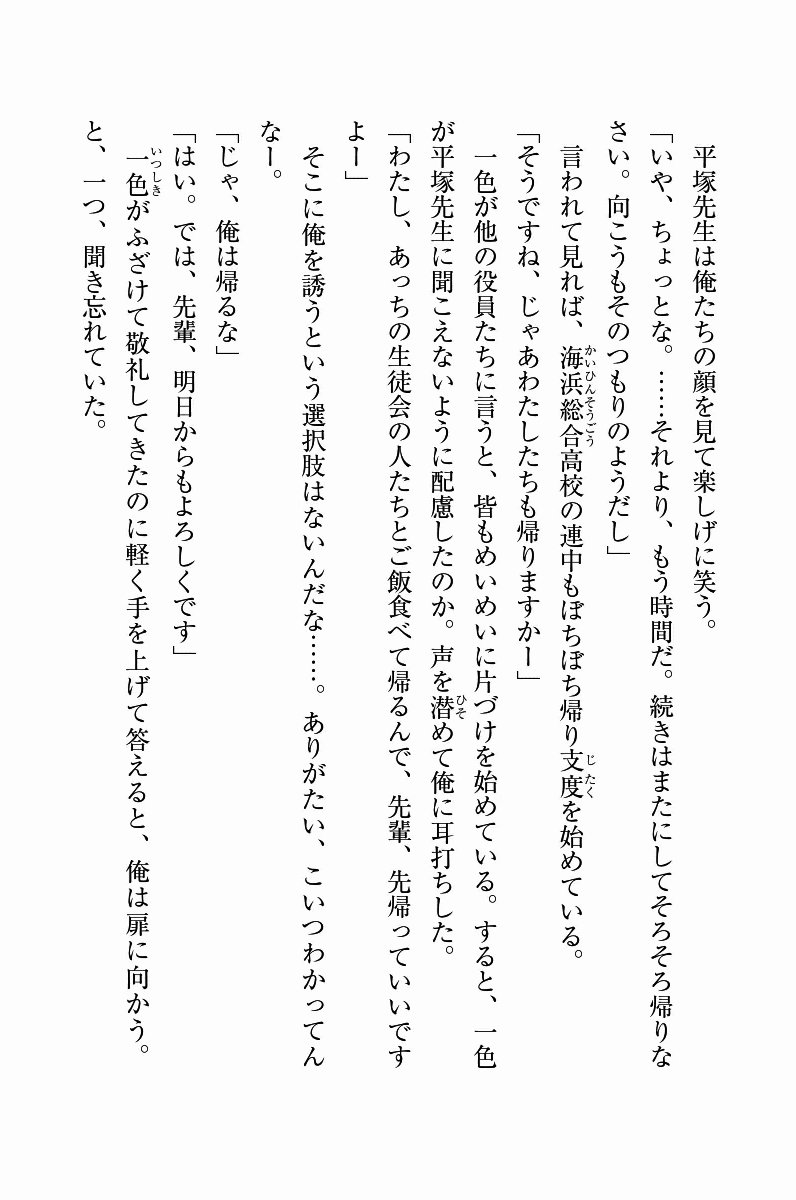 平塚先生は俺たちの顔を見て楽しげに笑う。
「いや、ちょっとな。……それより、もう時間だ。続きはまたにしてそろそろ帰りな
さい。向こうもそのつもりのようだし」
　言われて見れば、海浜総合高校の連中もぼちぼち帰り支度を始めている。
「そうですね、じゃあわたしたちも帰りますかー」
　一色が他の役員たちに言うと、皆もめいめいに片づけを始めている。すると、一色
が平塚先生に聞こえないように配慮したのか。声を潜めて俺に耳打ちした。
「わたし、あっちの生徒会の人たちとご飯食べて帰るんで、先輩、先帰っていいです
よー」
　そこに俺を誘うという選択肢はないんだな……。ありがたい、こいつわかってん
なー。
「じゃ、俺は帰るな」
「はい。では、先輩、明日からもよろしくです」
　一色がふざけて敬礼してきたのに軽く手を上げて答えると、俺は扉に向かう。
と、一つ、聞き忘れていた。